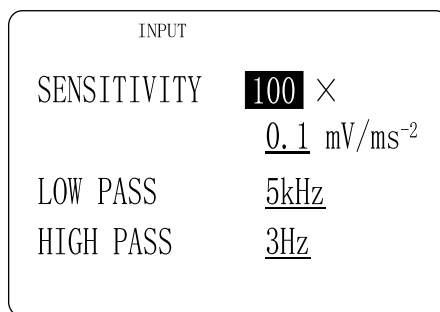 INPUT
SENSITIVITY 100 ×
0.1 mV/ms⁻²
LOW PASS 5kHz
HIGH PASS 3Hz